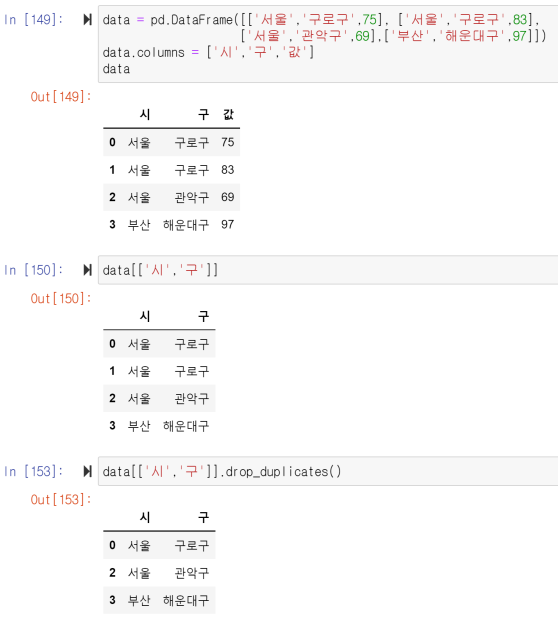 In [149]: data = pd.DataFrame([['서울','구로구',75], ['서울','구로구',83],
['서울','관악구',69],['부산','해운대구',97]])
data.columns = ['시','구','값']
data
Out[149]:
시 구 값
0 서울 구로구 75
1 서울 구로구 83
2 서울 관악구 69
3 부산 해운대구 97
In [150]: data[['시','구']]
Out[150]:
시 구
0 서울 구로구
1 서울 구로구
2 서울 관악구
3 부산 해운대구
In [153]: data[['시','구']].drop_duplicates()
Out[153]:
시 구
0 서울 구로구
2 서울 관악구
3 부산 해운대구